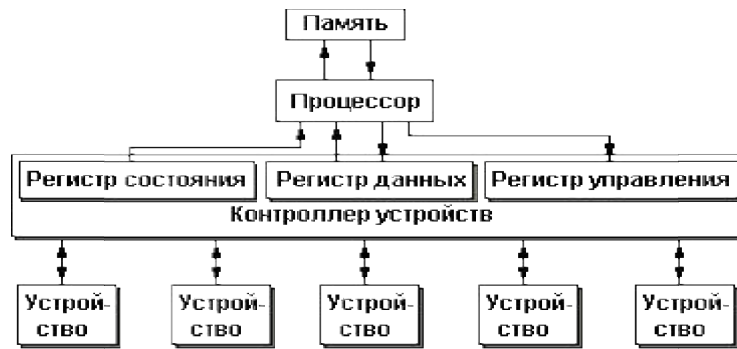 Память
Процессор
Регистр состояния
Регистр данных
Регистр управления
Контроллер устройств
Устрой-
ство
Устрой-
ство
Устрой-
ство
Устрой-
ство
Устрой-
ство